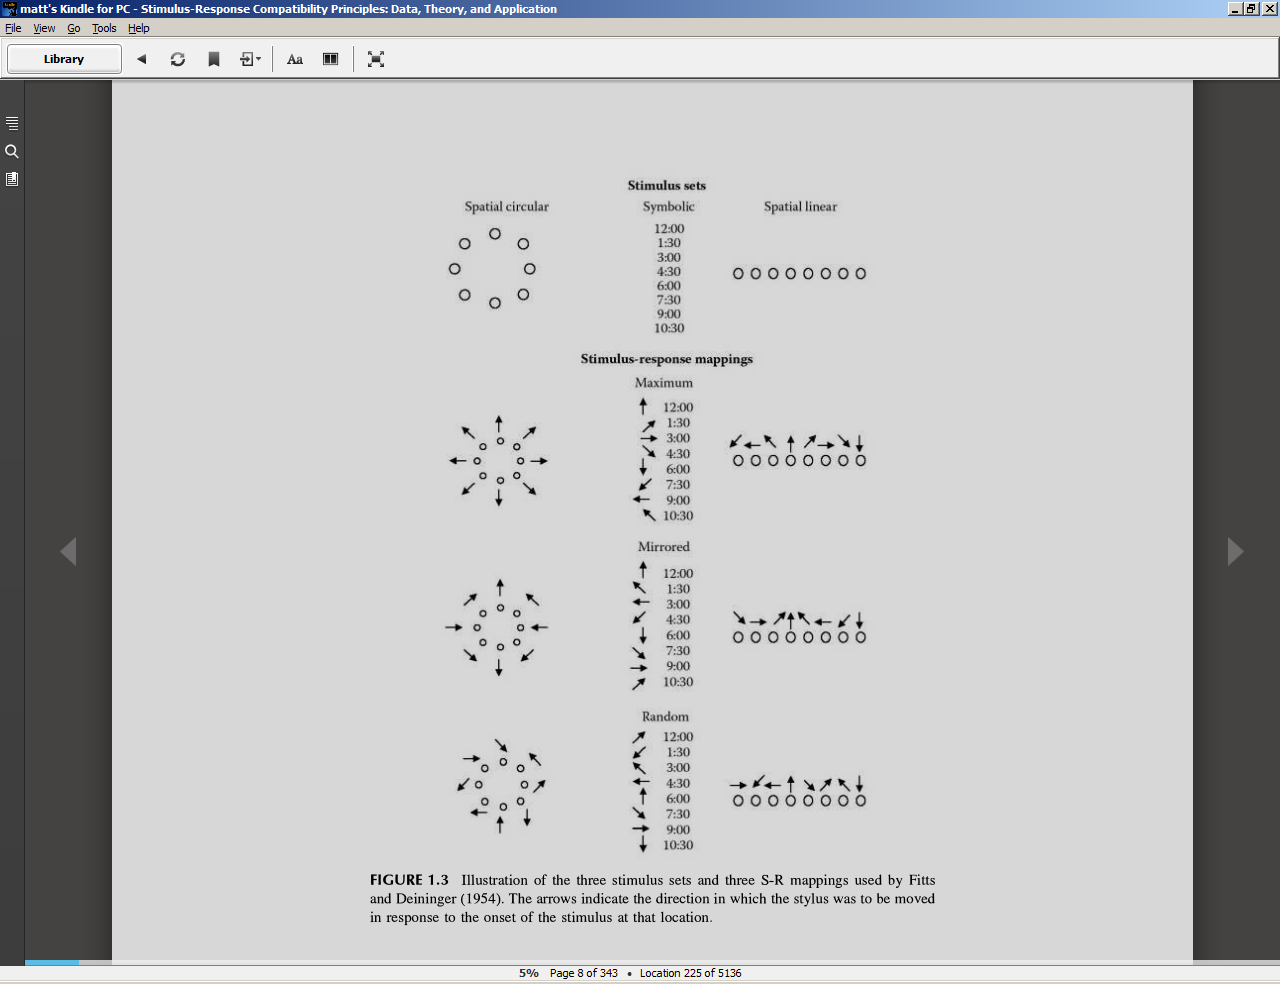 matt's Kindle for PC - Stimulus-Response Compatibility Principles: Data, Theory, and Application
File View Go Tools Help
Library
Aa
Stimulus sets
Spatial circular Symbolic Spatial linear
12:00
1:30
3:00
4:30
6:00
7:30
9:00
10:30
Stimulus-response mappings
Maximum
12:00
1:30
3:00
4:30
6:00
7:30
9:00
10:30
Mirrored
12:00
1:30
3:00
4:30
6:00
7:30
9:00
10:30
Random
12:00
1:30
3:00
4:30
6:00
7:30
9:00
10:30
FIGURE 1.3 Illustration of the three stimulus sets and three S-R mappings used by Fitts
and Deininger (1954). The arrows indicate the direction in which the stylus was to be moved
in response to the onset of the stimulus at that location.
5% Page 8 of 343 • Location 225 of 5136